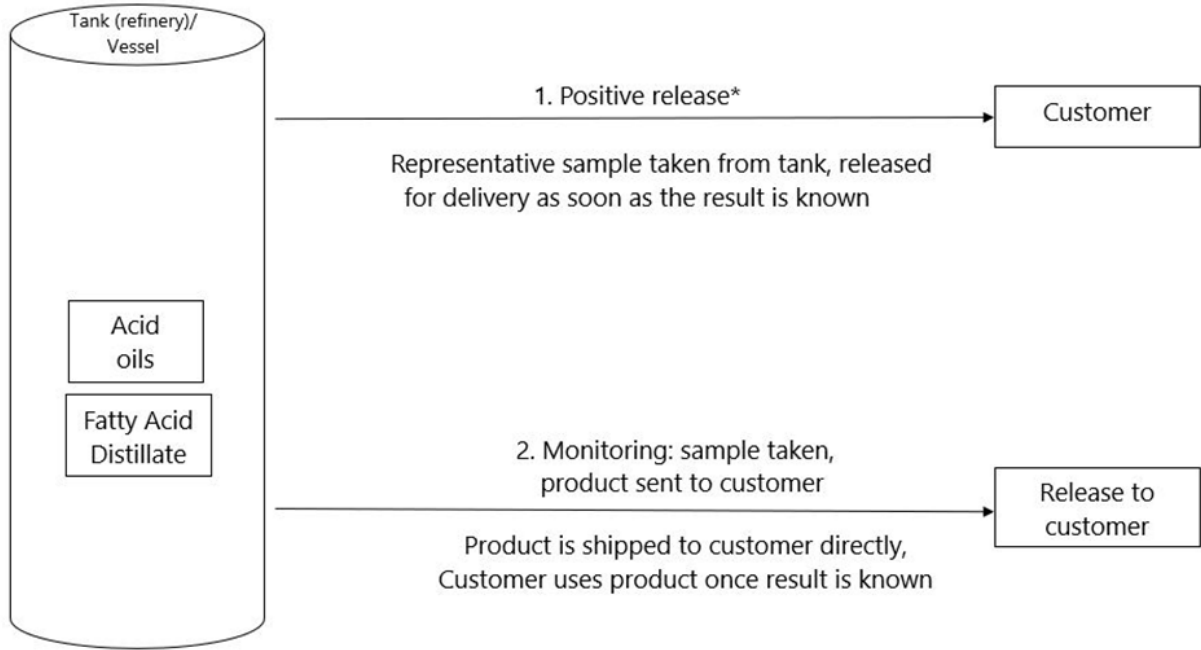 Tank (refinery)/
Vessel
1. Positive release*
Customer
Representative sample taken from tank, released
for delivery as soon as the result is known
Acid
oils
Fatty Acid
Distillate
2. Monitoring: sample taken,
product sent to customer
Release to
customer
Product is shipped to customer directly,
Customer uses product once result is known